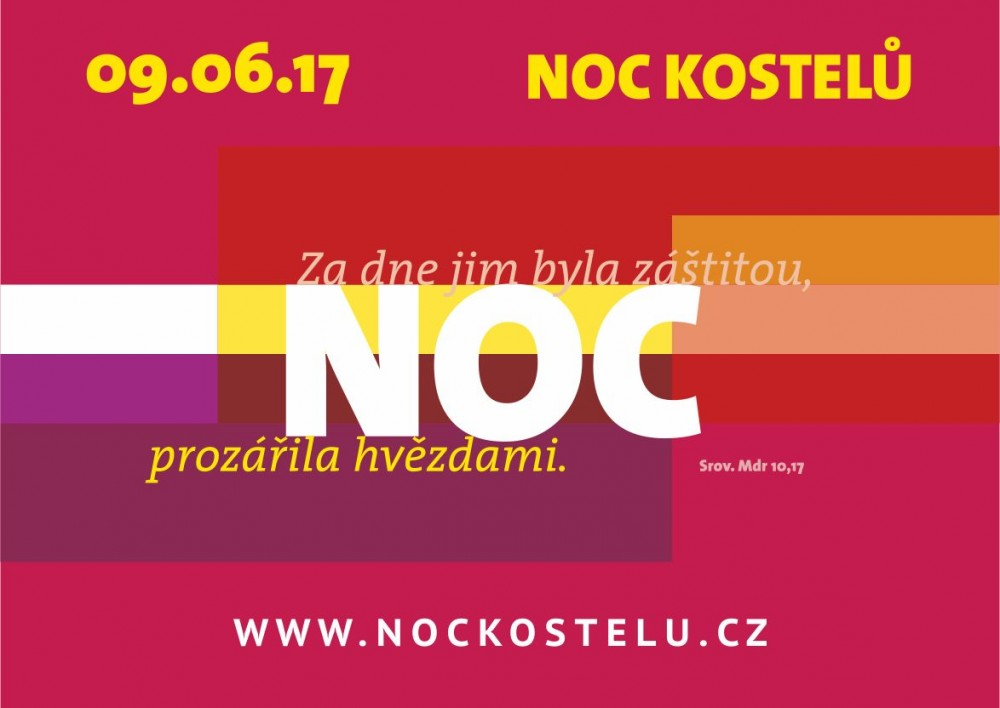 09.06.17
NOC KOSTELŮ
Za dne jim byla záštitou,
NOC
prozářila hvězdami.
Srov. Mdr 10,17
WWW.NOCKOSTELU.CZ